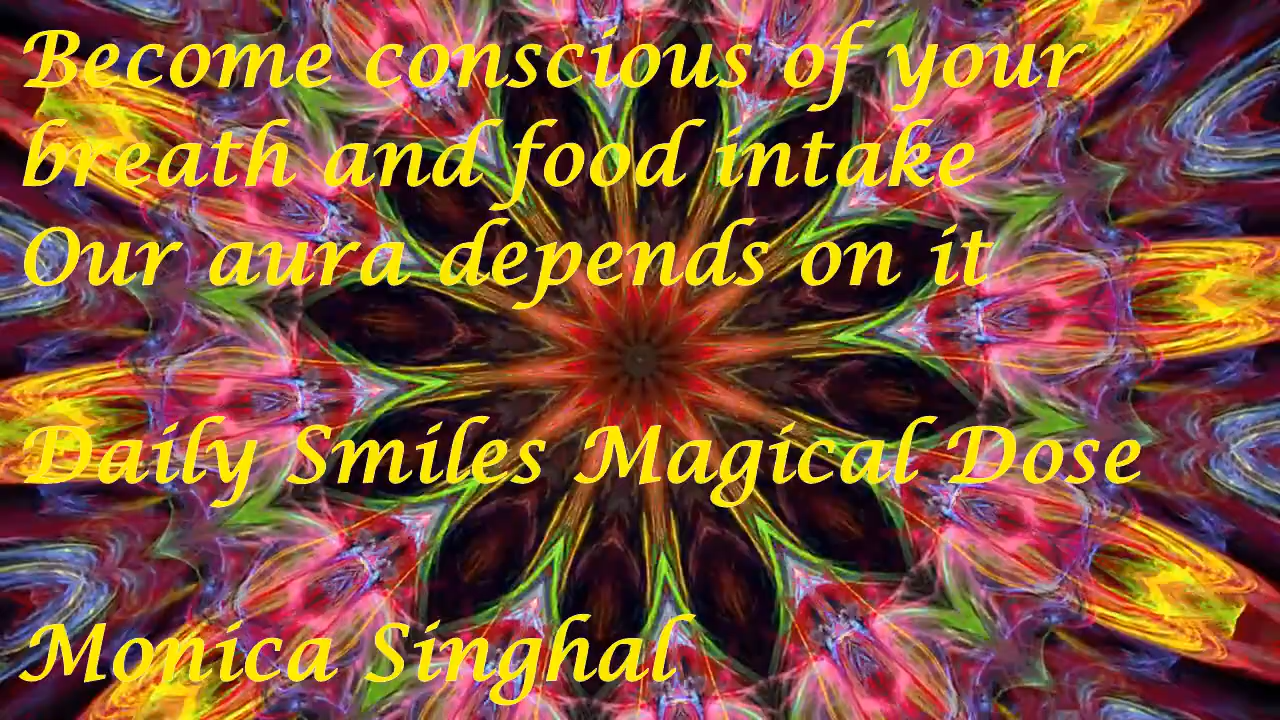 Become conscious of your
breath and food intake
Our aura depends on it
Daily Smiles Magical Dose
Monica Singhal